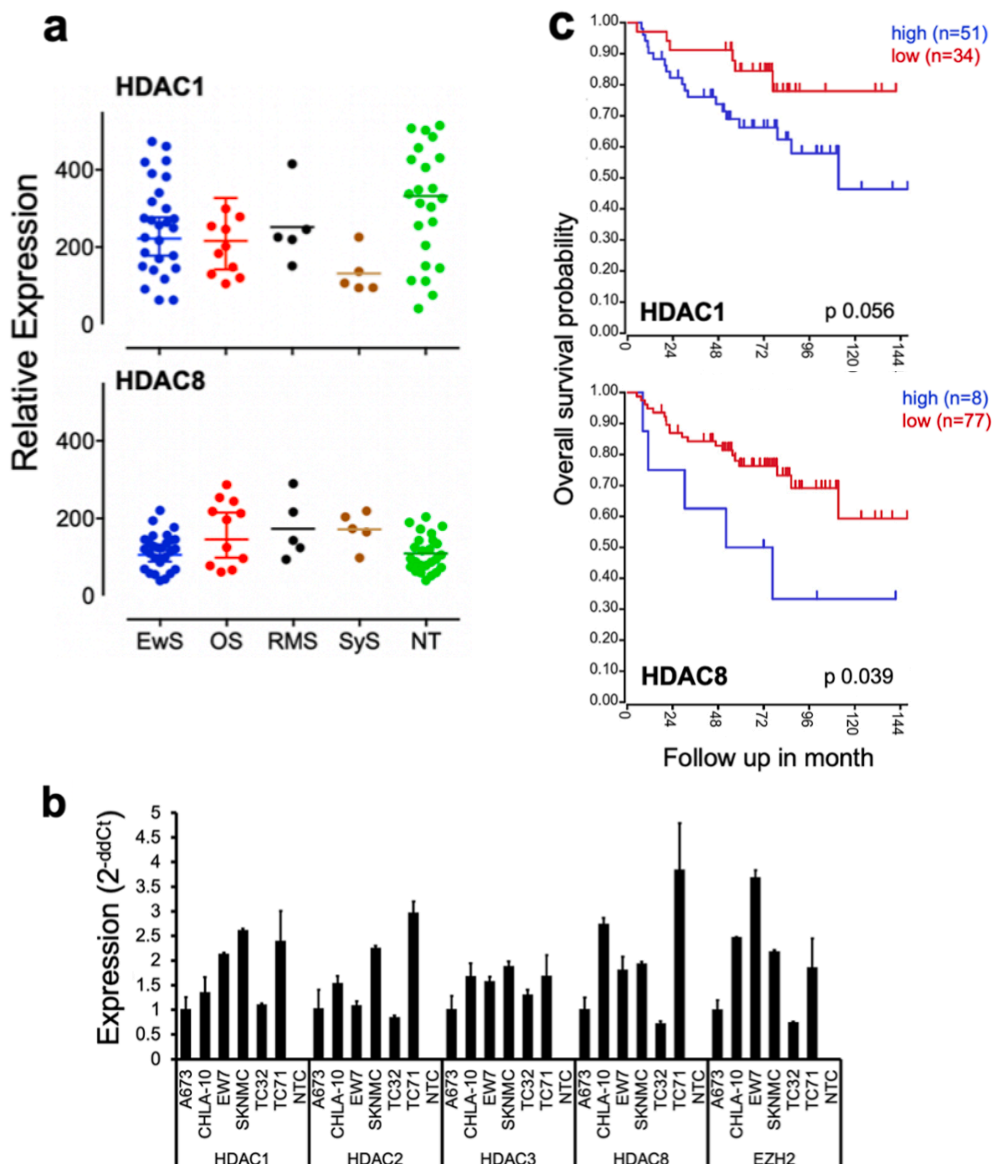 a
HDAC1
400
200
0
HDAC8
400
200
0
Relative Expression
EwS OS RMS SyS NT
c
1.00
0.90
0.80
0.70
0.60
0.50
0.40
0.30
0.20
0.10
0.00
high (n=51)
low (n=34)
HDAC1 p 0.056
0 24 48 72 96 120 144
1.00
0.90
0.80
0.70
0.60
0.50
0.40
0.30
0.20
0.10
0.00
high (n=8)
low (n=77)
HDAC8 p 0.039
0 24 48 72 96 120 144
Overall survival probability
Follow up in month
b
Expression (2-ddCt)
5
4.5
4
3.5
3
2.5
2
1.5
1
0.5
0
A673 CHLA-10 EW7 SKNMC TC32 TC71 NTC A673 CHLA-10 EW7 SKNMC TC32 TC71 NTC A673 CHLA-10 EW7 SKNMC TC32 TC71 NTC A673 CHLA-10 EW7 SKNMC TC32 TC71 NTC A673 CHLA-10 EW7 SKNMC TC32 TC71 NTC
HDAC1 HDAC2 HDAC3 HDAC8 EZH2